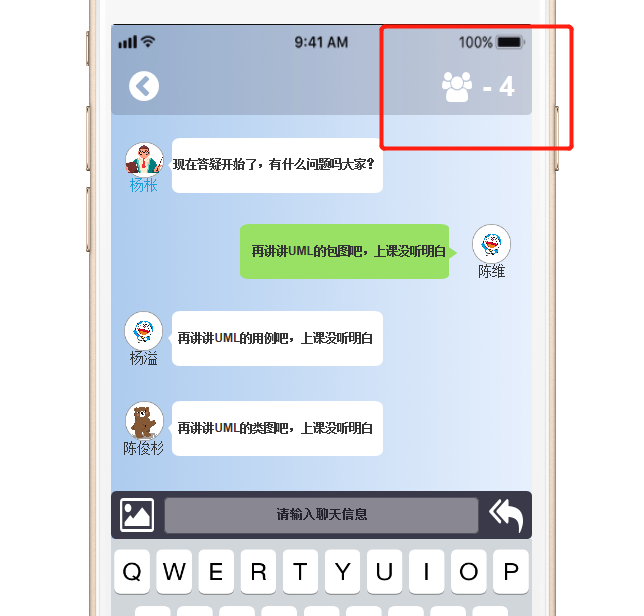 9:41 AM
100%
- 4
现在答疑开始了，有什么问题吗大家?
杨枨
再讲讲UML的包图吧，上课没听明白
陈维
再讲讲UML的用例吧，上课没听明白
杨溢
再讲讲UML的类图吧，上课没听明白
陈俊杉
请输入聊天信息
Q W E R T Y U I O P